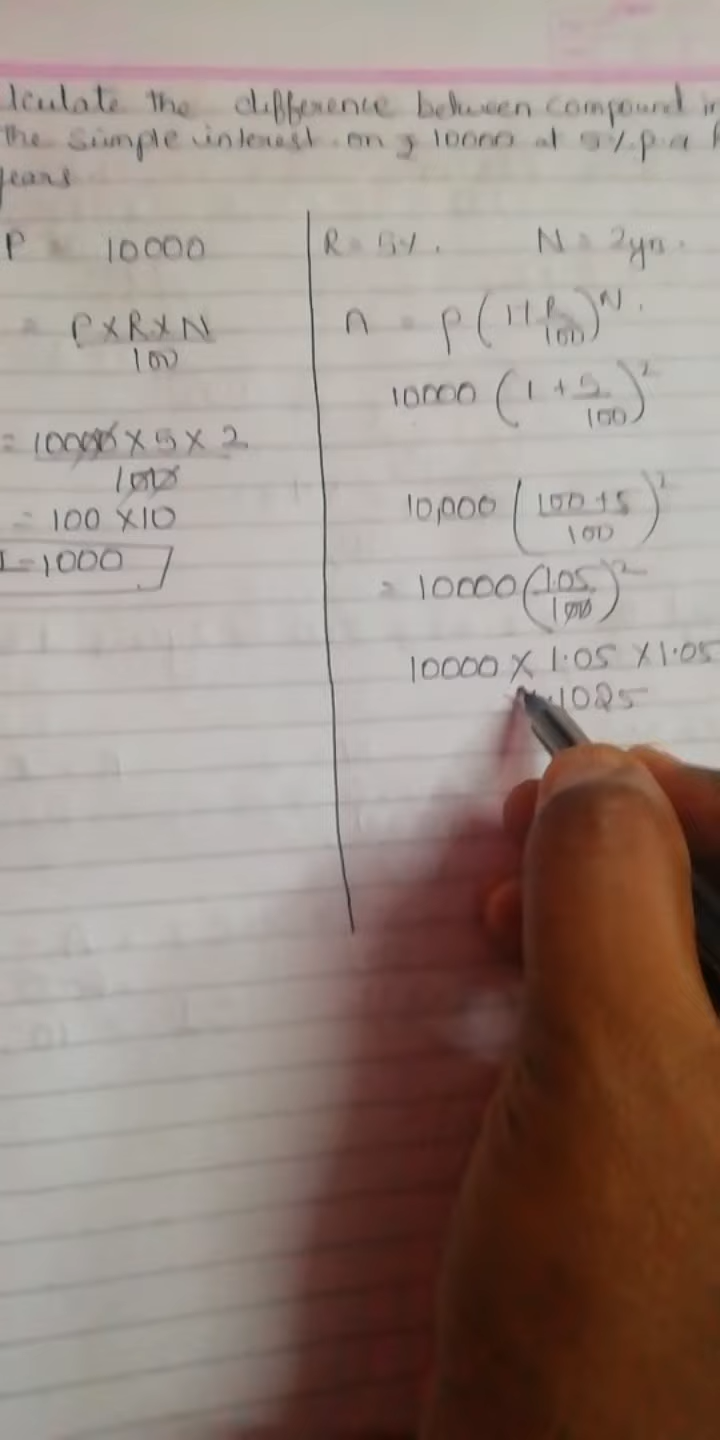 lculate the difference between compound in
the simple interest on ʒ 10000 at 5%.p.a f
years
P = 10000
= P×R×N/100
= 10000×5×2/100
= 100 ×10
I = 1000
R = 5%. N = 2yrs.
A = P(1+R/100)^N.
10000 (1 + 5/100)²
10,000 (100+5/100)²
= 10000(105/100)²
10000 × 1.05 ×1.05
.1025